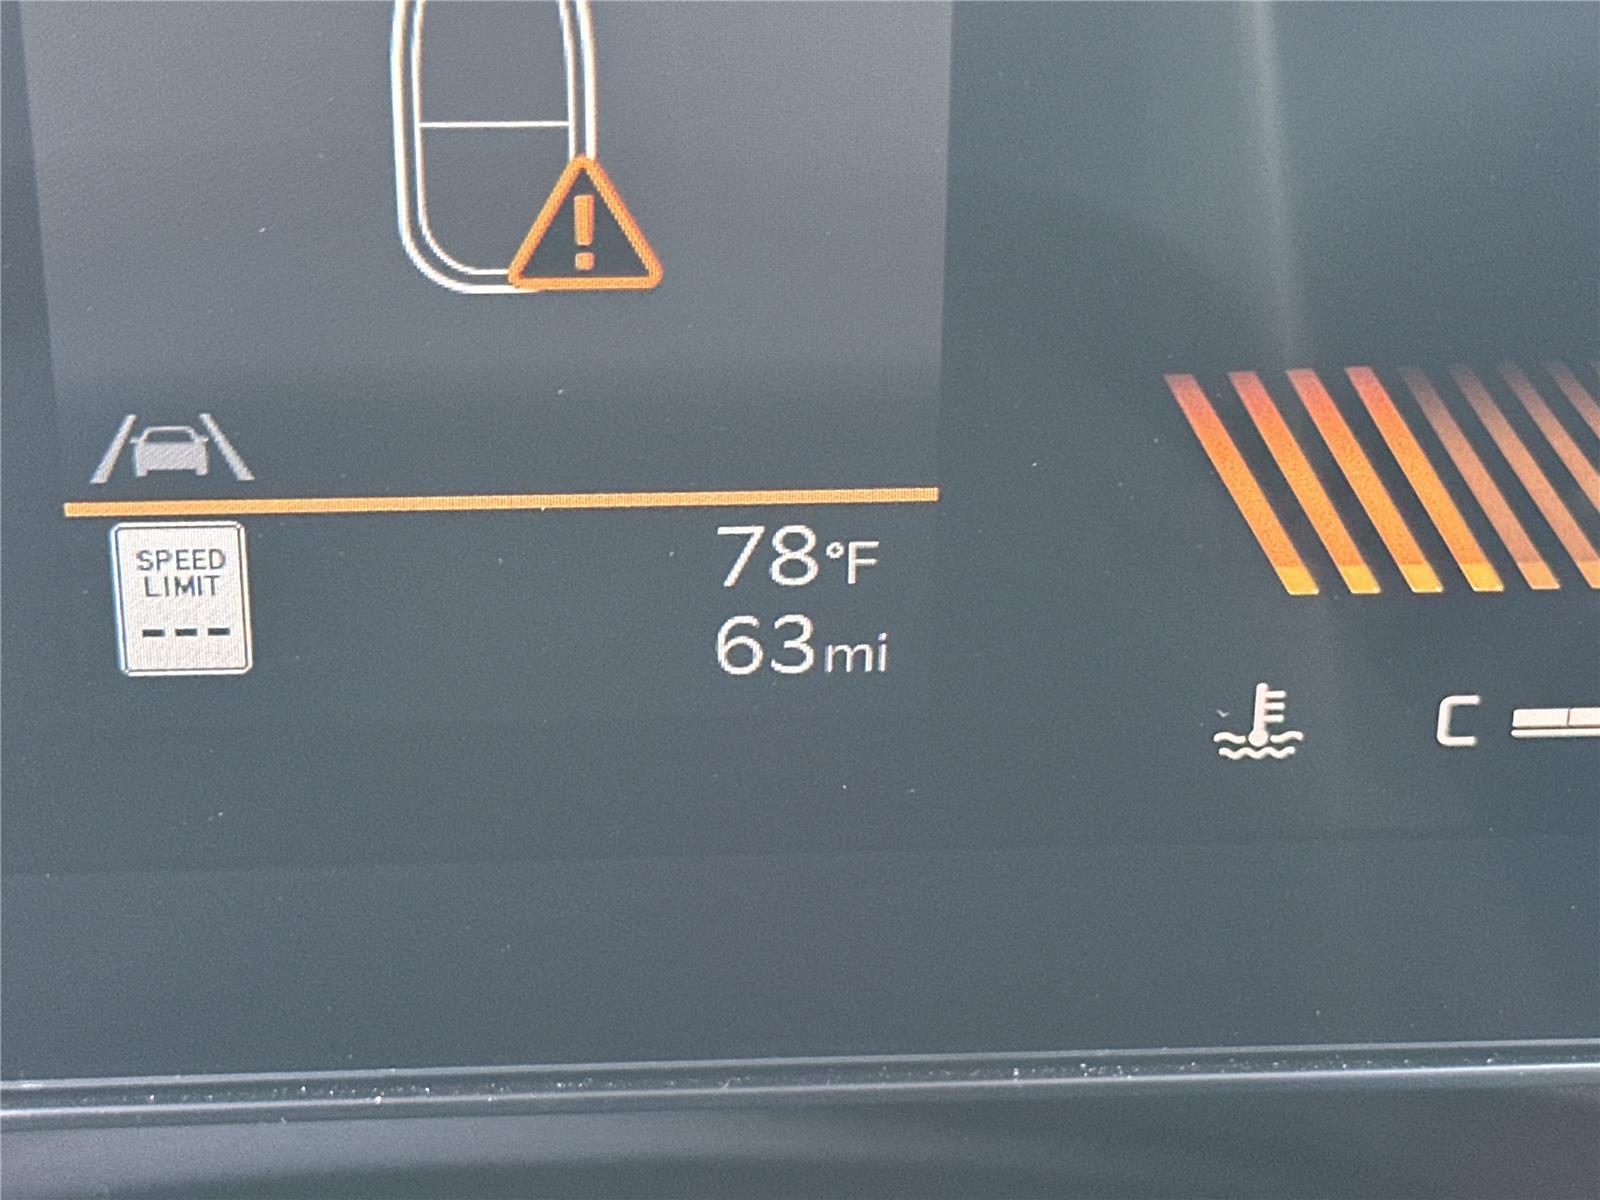 !
SPEED
LIMIT
---
78°F
63mi
C